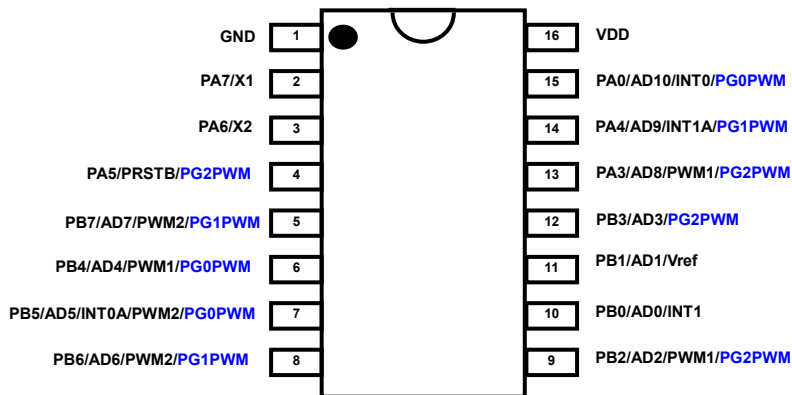 GND 1 16 VDD
PA7/X1 2 15 PA0/AD10/INT0/PG0PWM
PA6/X2 3 14 PA4/AD9/INT1A/PG1PWM
PA5/PRSTB/PG2PWM 4 13 PA3/AD8/PWM1/PG2PWM
PB7/AD7/PWM2/PG1PWM 5 12 PB3/AD3/PG2PWM
PB4/AD4/PWM1/PG0PWM 6 11 PB1/AD1/Vref
PB5/AD5/INT0A/PWM2/PG0PWM 7 10 PB0/AD0/INT1
PB6/AD6/PWM2/PG1PWM 8 9 PB2/AD2/PWM1/PG2PWM